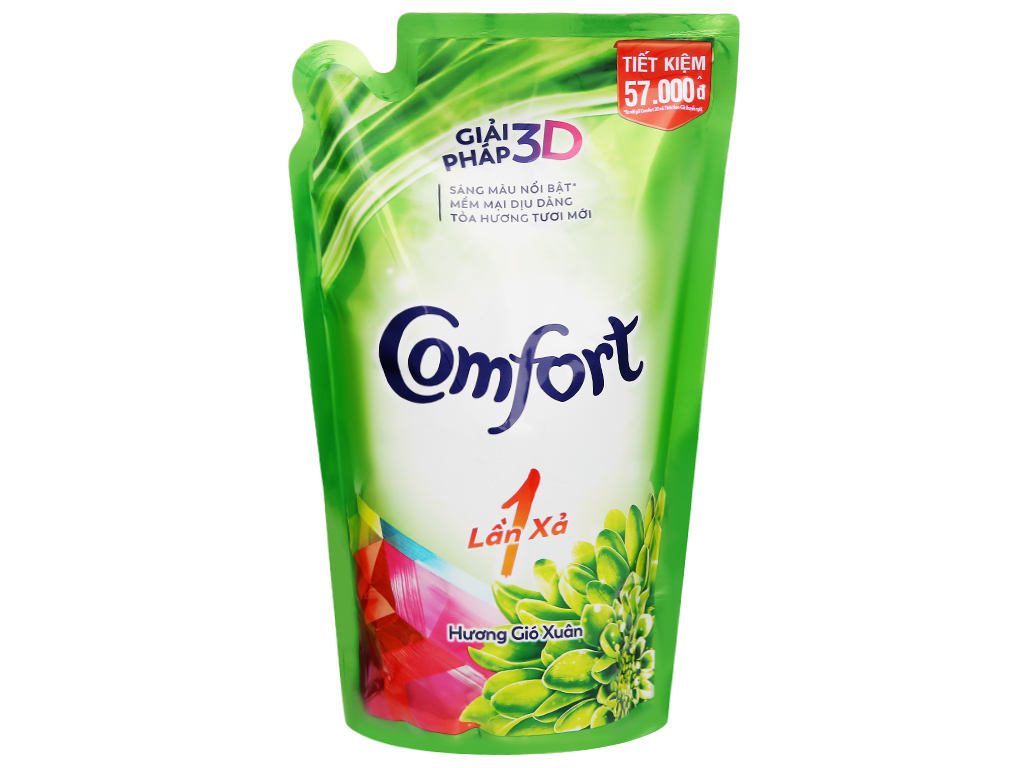 TIẾT KIỆM
57.000đ
GIẢI
PHÁP 3D
SÁNG MÀU NỔI BẬT*
MỀM MẠI DỊU DÀNG
TỎA HƯƠNG TƯƠI MỚI
Comfort
1
Lần Xả
Hương Gió Xuân